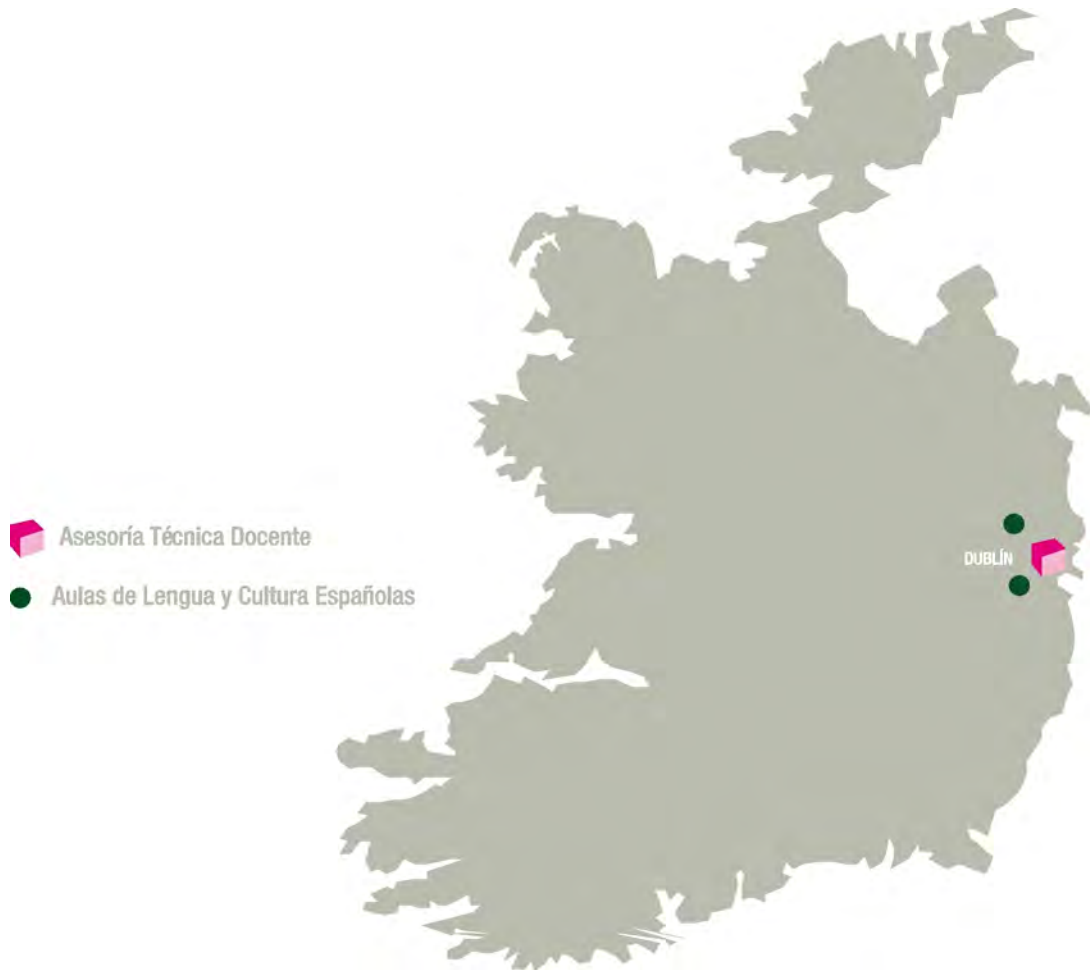 Asesoría Técnica Docente
DUBLÍN
Aulas de Lengua y Cultura Españolas